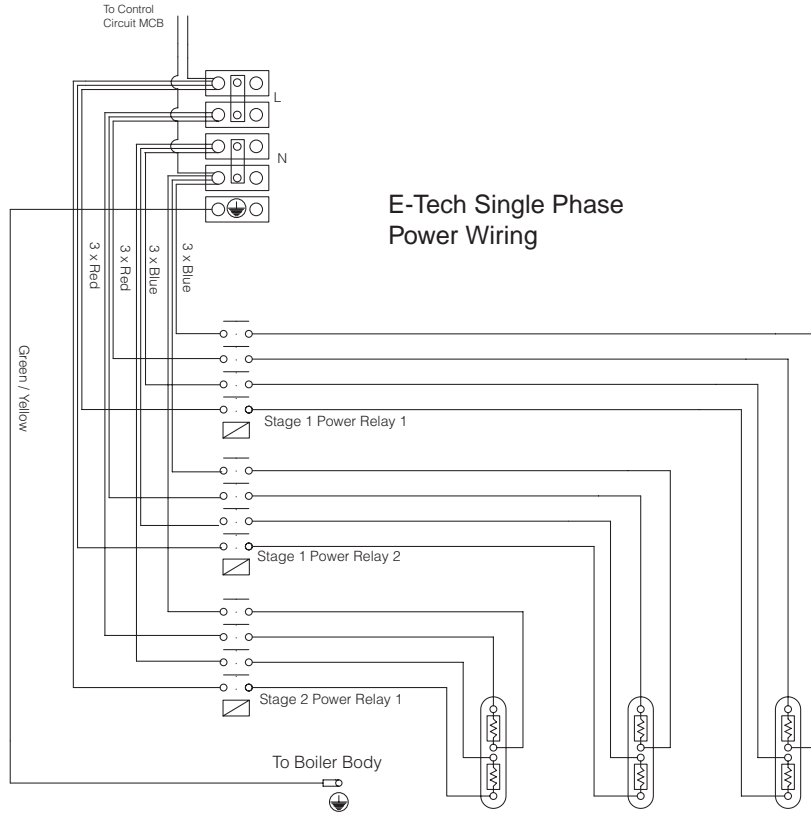 To Control
Circuit MCB
L
N
E-Tech Single Phase
Power Wiring
3 x Red
3 x Red
3 x Blue
3 x Blue
Green / Yellow
Stage 1 Power Relay 1
Stage 1 Power Relay 2
Stage 2 Power Relay 1
To Boiler Body